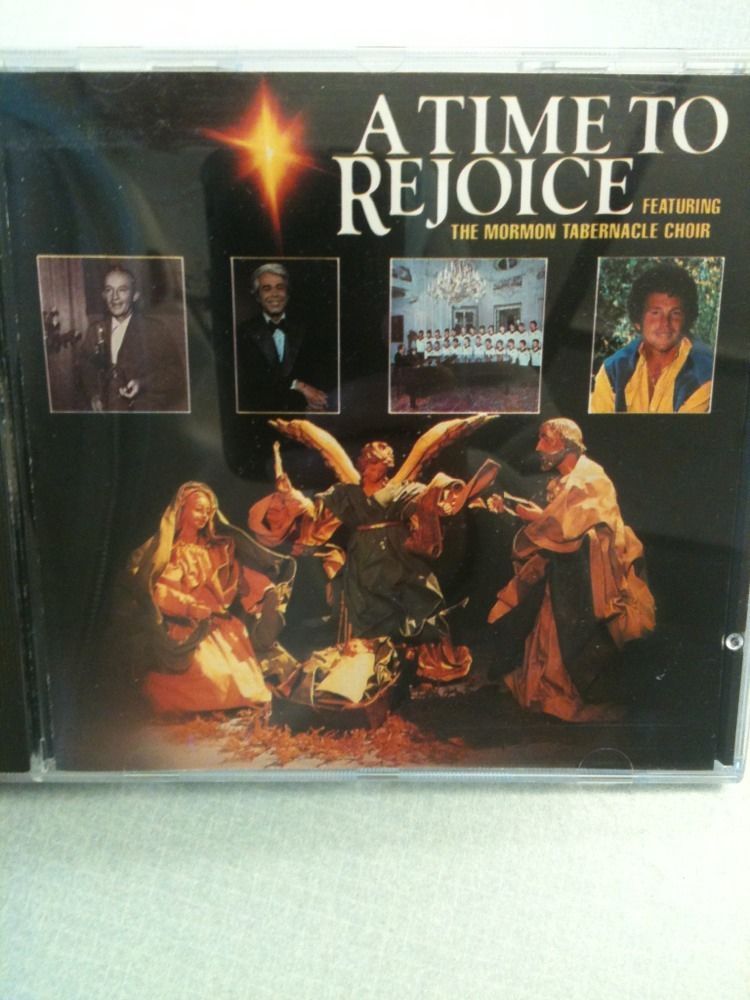 A TIME TO
REJOICE FEATURING
THE MORMON TABERNACLE CHOIR